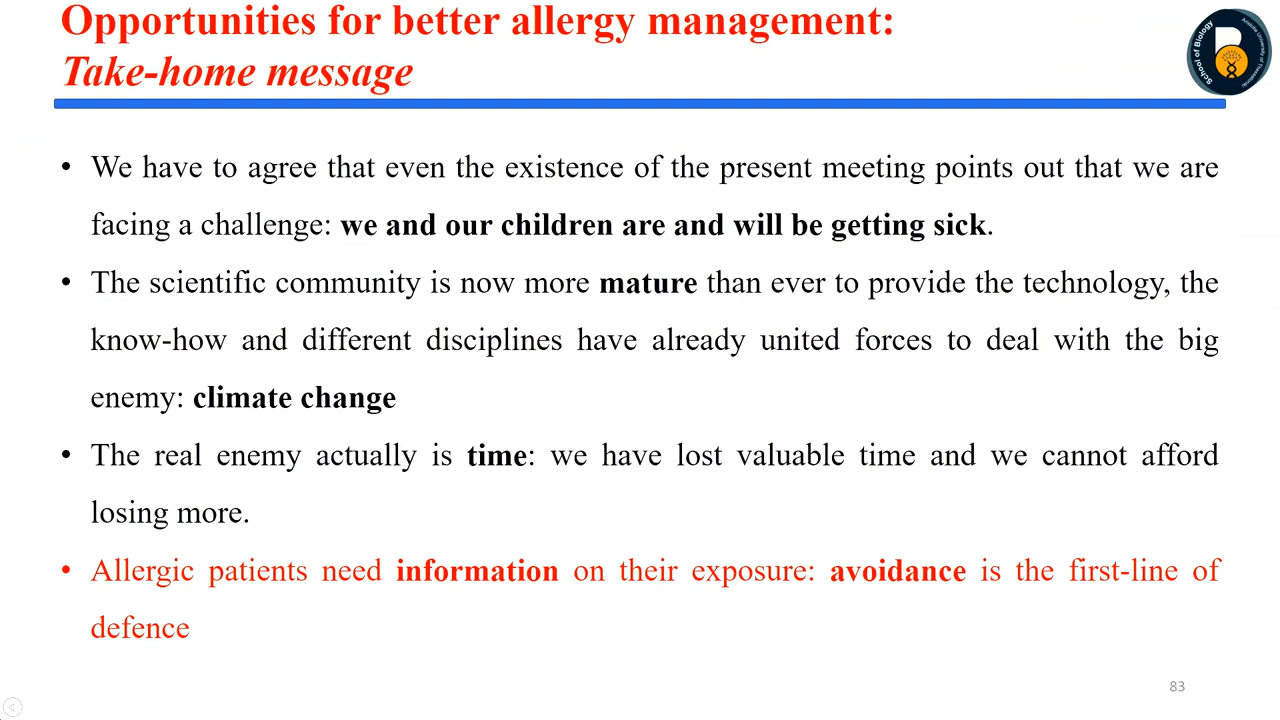 Opportunities for better allergy management:
Take-home message
School of Biology
• We have to agree that even the existence of the present meeting points out that we are
facing a challenge: we and our children are and will be getting sick.
• The scientific community is now more mature than ever to provide the technology, the
know-how and different disciplines have already united forces to deal with the big
enemy: climate change
• The real enemy actually is time: we have lost valuable time and we cannot afford
losing more.
• Allergic patients need information on their exposure: avoidance is the first-line of
defence
83